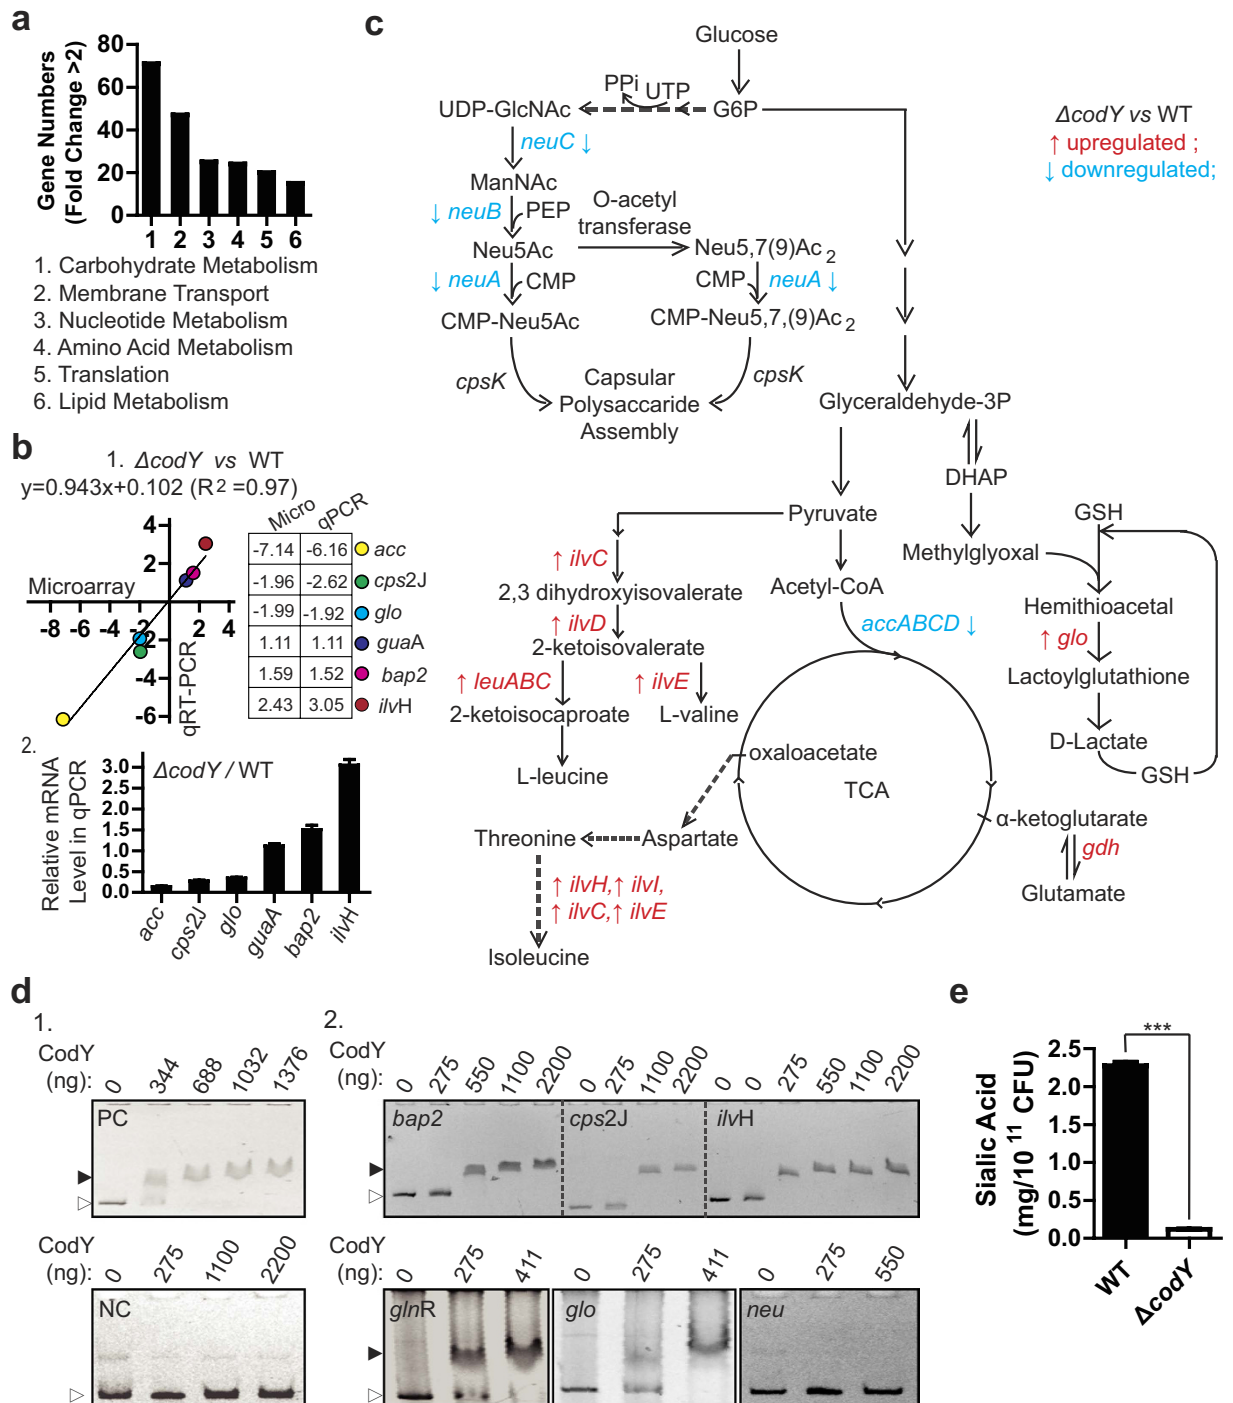 a
Gene Numbers
(Fold Change >2)
80
60
40
20
0
1 2 3 4 5 6
1. Carbohydrate Metabolism
2. Membrane Transport
3. Nucleotide Metabolism
4. Amino Acid Metabolism
5. Translation
6. Lipid Metabolism
b
1. ΔcodY vs WT
y=0.943x+0.102 (R2 =0.97)
Micro qPCR
-7.14 -6.16 acc
-1.96 -2.62 cps2J
-1.99 -1.92 glo
1.11 1.11 guaA
1.59 1.52 bap2
2.43 3.05 ilvH
Microarray
qRT-PCR
4
2
-8 -6 -4 -2 2 4
-2
-4
-6
2.
ΔcodY / WT
Relative mRNA
Level in qPCR
3.0
2.5
2.0
1.5
1.0
0.5
0.0
acc cps2J glo guaA bap2 ilvH
c
Glucose
PPi UTP
UDP-GlcNAc G6P
ΔcodY vs WT
↑ upregulated ;
↓ downregulated;
neuC ↓
ManNAc
↓ neuB PEP
O-acetyl
transferase
Neu5Ac Neu5,7(9)Ac2
↓ neuA CMP CMP neuA ↓
CMP-Neu5Ac CMP-Neu5,7,(9)Ac2
cpsK cpsK
Capsular
Polysaccaride
Assembly
Glyceraldehyde-3P
DHAP
Pyruvate GSH
Methylglyoxal
↑ ilvC
2,3 dihydroxyisovalerate
Acetyl-CoA
Hemithioacetal
↑ ilvD
accABCD ↓
↑ glo
2-ketoisovalerate
↑ leuABC ↑ ilvE
Lactoylglutathione
2-ketoisocaproate L-valine
D-Lactate
L-leucine
oxaloacetate
GSH
TCA
α-ketoglutarate
Threonine Aspartate
gdh
↑ ilvH,↑ ilvI,
↑ ilvC,↑ ilvE
Glutamate
Isoleucine
d
1.
CodY
(ng):
0 344 688 1032 1376
PC
CodY
(ng):
0 275 1100 2200
NC
2.
CodY
(ng):
0 275 550 1100 2200 0 275 1100 2200 0 0 275 550 1100 2200
bap2 cps2J ilvH
CodY
(ng):
0 275 411 0 275 411 0 275 550
glnR glo neu
e
***
Sialic Acid
(mg/10 11 CFU)
2.5
2.0
1.5
1.0
0.5
0.0
WT ΔcodY